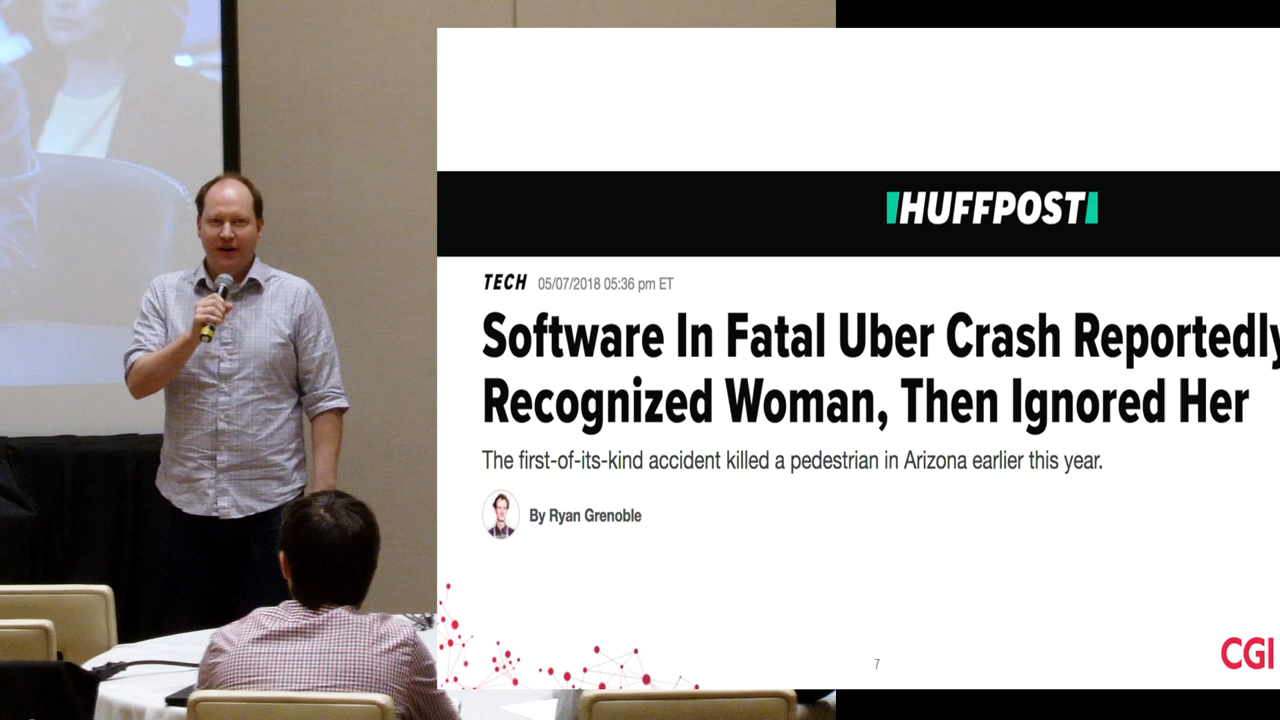 HUFFPOST
TECH 05/07/2018 05:36 pm ET
Software In Fatal Uber Crash Reportedly
Recognized Woman, Then Ignored Her
The first-of-its-kind accident killed a pedestrian in Arizona earlier this year.
By Ryan Grenoble
7
CGI